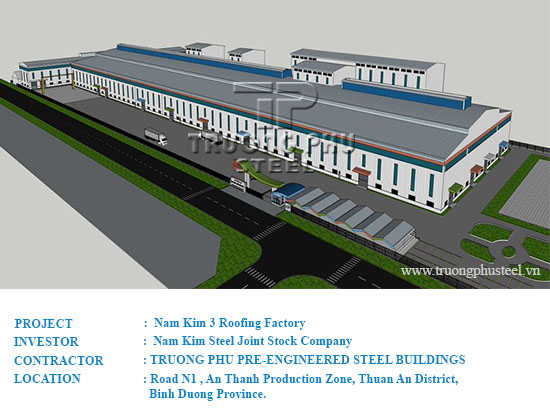 TP
TRUONG PHU
STEEL
www.truongphusteel.vn
PROJECT : Nam Kim 3 Roofing Factory
INVESTOR : Nam Kim Steel Joint Stock Company
CONTRACTOR : TRUONG PHU PRE-ENGINEERED STEEL BUILDINGS
LOCATION : Road N1 , An Thanh Production Zone, Thuan An District,
Binh Duong Province.